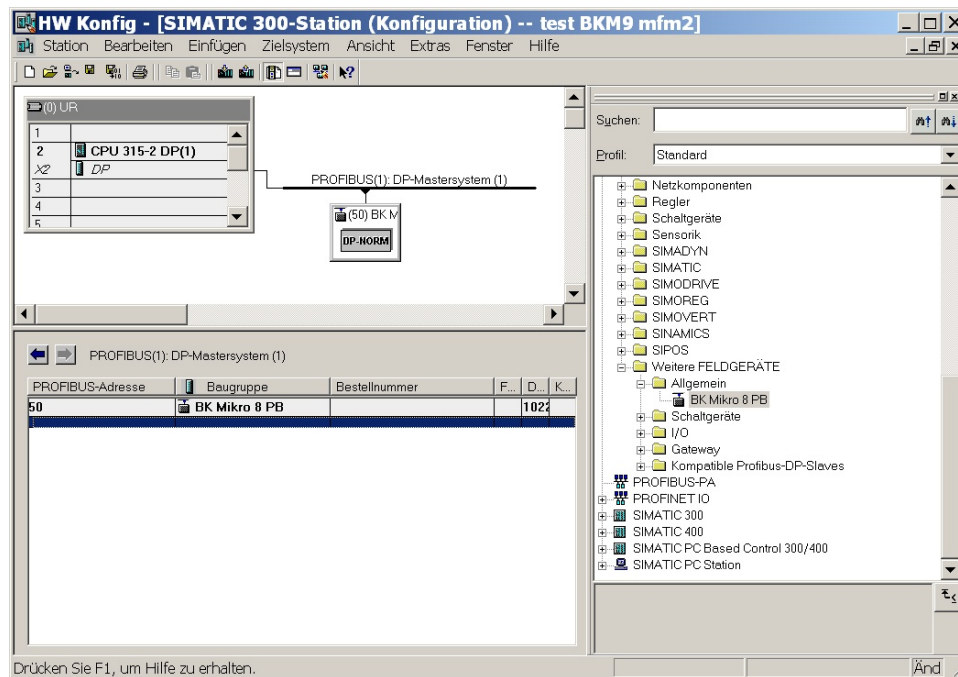 HW Konfig - [SIMATIC 300-Station (Konfiguration) -- test BKM9 mfm2]
Station Bearbeiten Einfügen Zielsystem Ansicht Extras Fenster Hilfe
(0) UR
1
2 CPU 315-2 DP(1)
X2 DP
3
4
5
PROFIBUS(1): DP-Mastersystem (1)
(50) BK M
DP-NORM
Suchen:
Profil: Standard
Netzkomponenten
Regler
Schaltgeräte
Sensorik
SIMADYN
SIMATIC
SIMODRIVE
SIMOREG
SIMOVERT
SINAMICS
SIPOS
Weitere FELDGERÄTE
Allgemein
BK Mikro 8 PB
Schaltgeräte
I/O
Gateway
Kompatible Profibus-DP-Slaves
PROFIBUS-PA
PROFINET IO
SIMATIC 300
SIMATIC 400
SIMATIC PC Based Control 300/400
SIMATIC PC Station
PROFIBUS(1): DP-Mastersystem (1)
PROFIBUS-Adresse Baugruppe Bestellnummer F... D... K...
50 BK Mikro 8 PB 1022
Drücken Sie F1, um Hilfe zu erhalten.
Änd